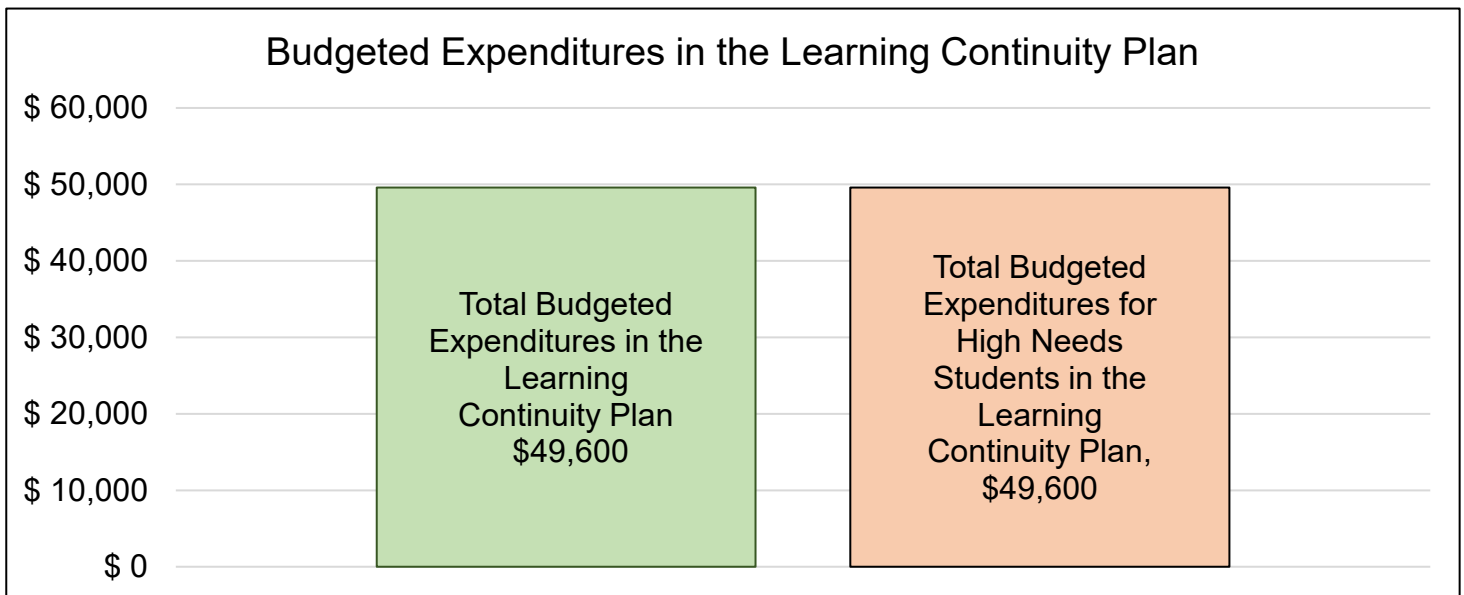 Budgeted Expenditures in the Learning Continuity Plan
$ 60,000
$ 50,000
$ 40,000
$ 30,000
$ 20,000
$ 10,000
$ 0
Total Budgeted
Expenditures in the
Learning
Continuity Plan
$49,600
Total Budgeted
Expenditures for
High Needs
Students in the
Learning
Continuity Plan,
$49,600